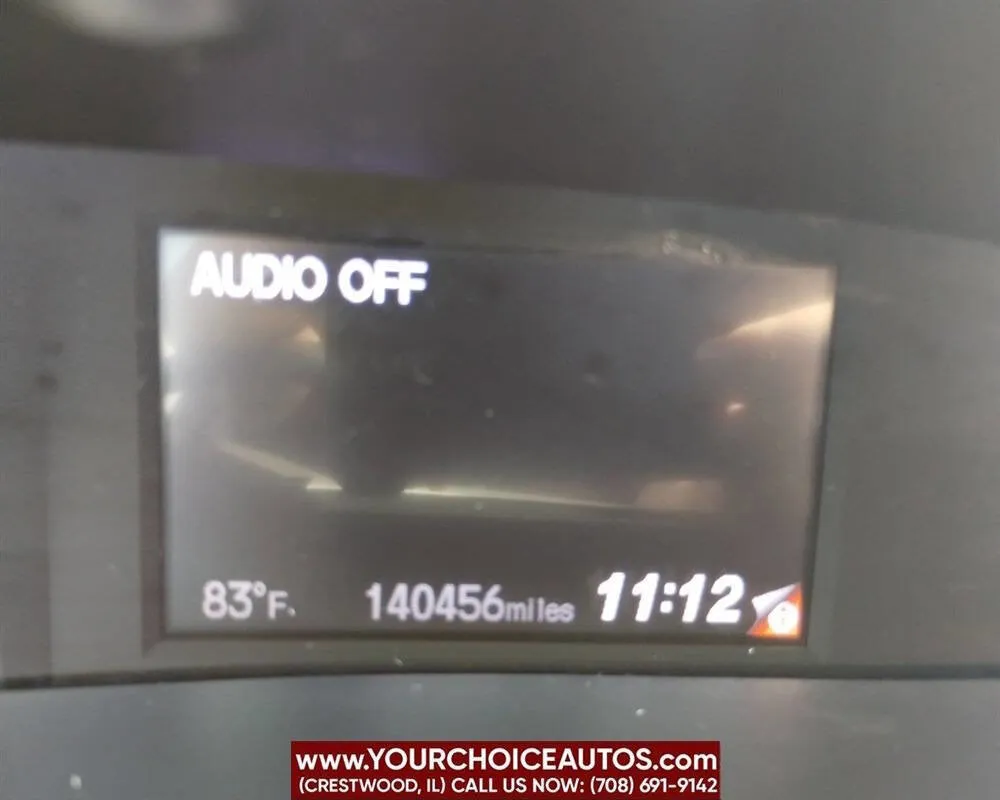 AUDIO OFF
83°F 140456miles 11:12
www.YOURCHOICEAUTOS.com
(CRESTWOOD, IL) CALL US NOW: (708) 691-9142